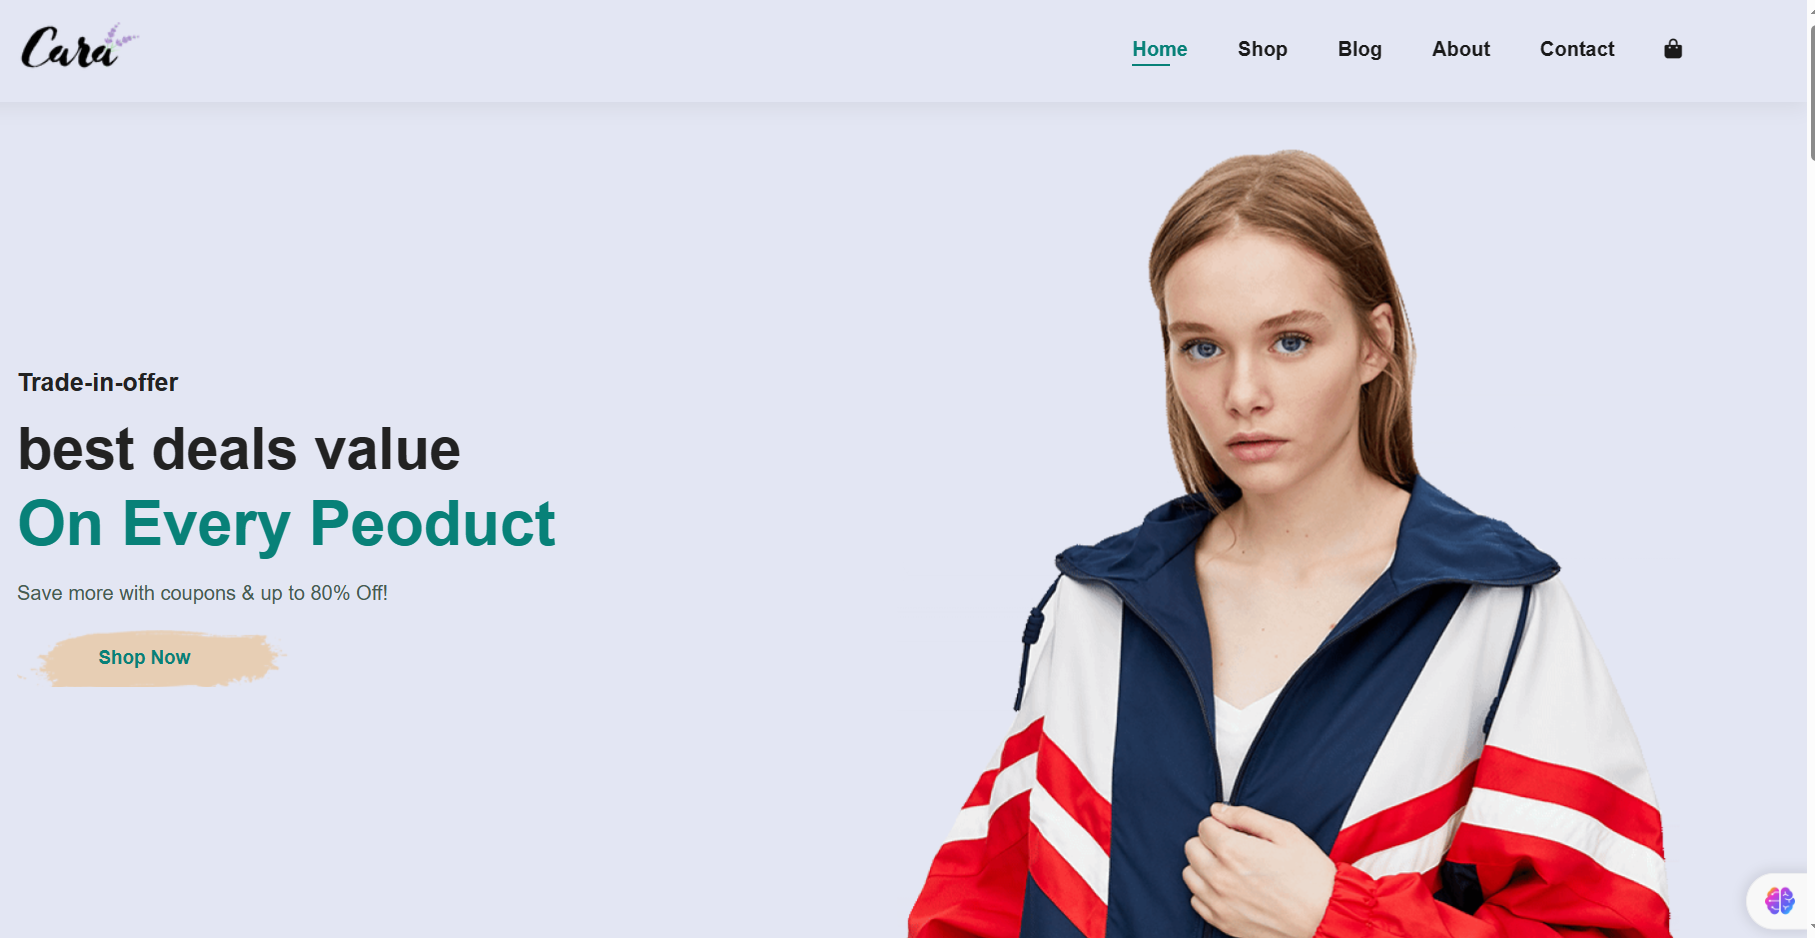 Cara
Home Shop Blog About Contact
Trade-in-offer
best deals value
On Every Peoduct
Save more with coupons & up to 80% Off!
Shop Now